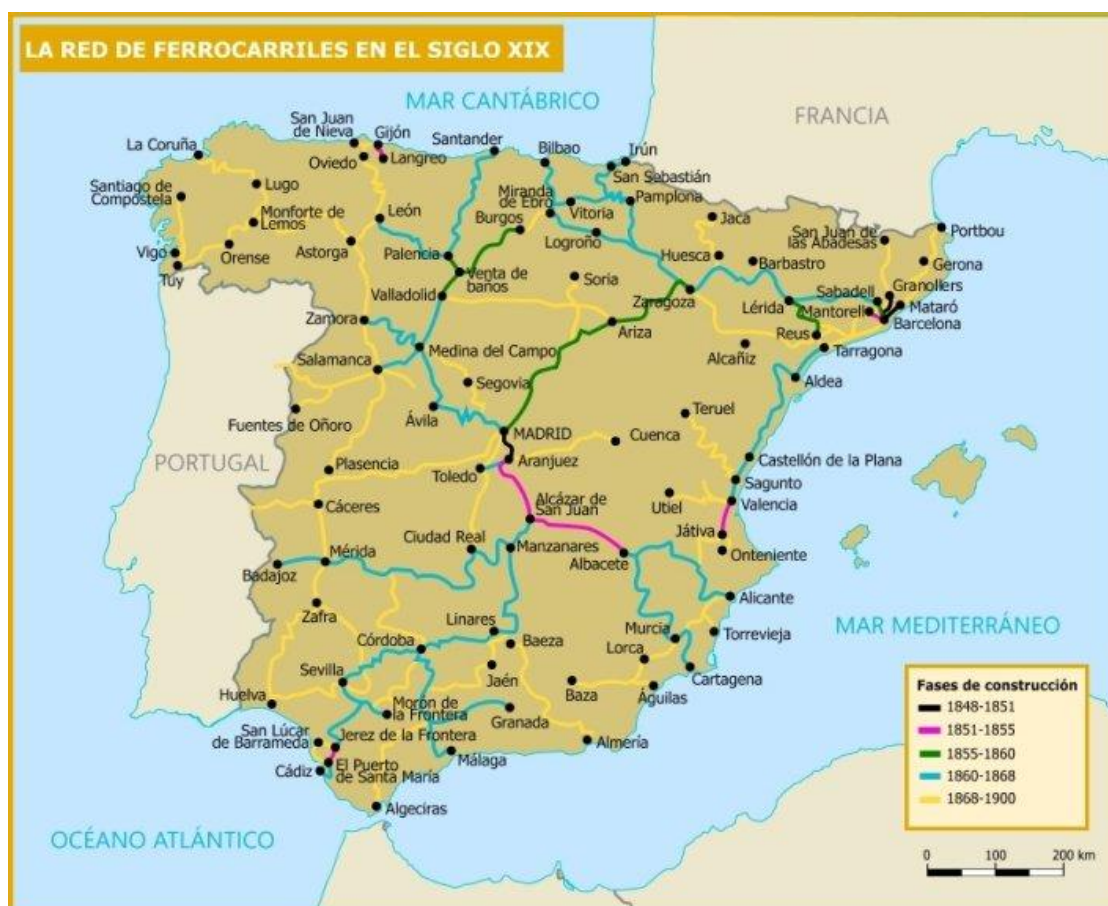 LA RED DE FERROCARRILES EN EL SIGLO XIX
MAR CANTÁBRICO
FRANCIA
San Juan
de Nieva
Gijón
Santander
Bilbao
Irún
La Coruña
Oviedo
Langreo
San Sebastián
Santiago de
Compostela
Lugo
Miranda
de Ebro
Vitoria
Pamplona
Monforte de
Lemos
León
Burgos
Logroño
Jaca
San Juan de
las Abadesas
Portbou
Vigo
Orense
Astorga
Palencia
Huesca
Barbastro
Gerona
Tuy
Venta de
baños
Soria
Granollers
Valladolid
Zaragoza
Lérida
Sabadell
Mataró
Zamora
Ariza
Mantorell
Barcelona
Reus
Medina del Campo
Alcañiz
Tarragona
Salamanca
Segovia
Aldea
Fuentes de Oñoro
Ávila
Teruel
MADRID
Cuenca
PORTUGAL
Plasencia
Toledo
Aranjuez
Castellón de la Plana
Sagunto
Cáceres
Alcázar de
San Juan
Utiel
Valencia
Ciudad Real
Manzanares
Játiva
Mérida
Albacete
Onteniente
Badajoz
Zafra
Alicante
Linares
Murcia
Torrevieja
MAR MEDITERRÁNEO
Córdoba
Baeza
Lorca
Sevilla
Jaén
Cartagena
Huelva
Morón de
la Frontera
Baza
Águilas
Granada
San Lúcar
de Barrameda
Jerez de la Frontera
Almería
Cádiz
El Puerto
de Santa María
Málaga
Algeciras
OCÉANO ATLÁNTICO
Fases de construcción
1848-1851
1851-1855
1855-1860
1860-1868
1868-1900
0 100 200 km